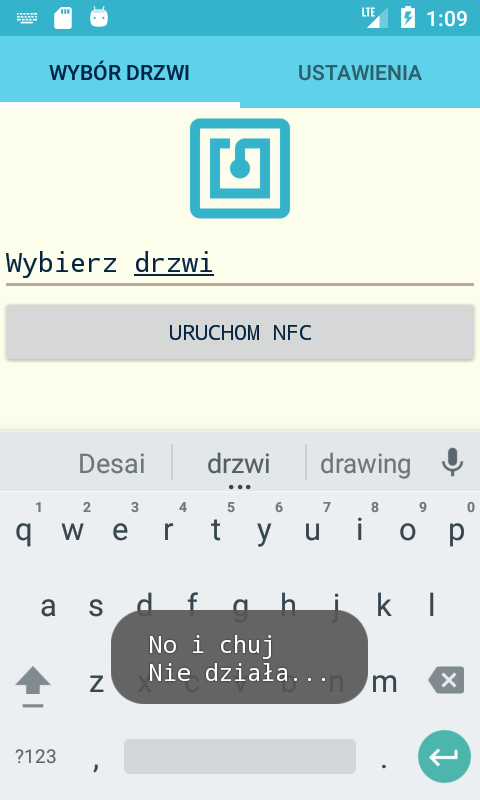 LTE 1:09
WYBÓR DRZWI USTAWIENIA
Wybierz drzwi
URUCHOM NFC
Desai drzwi drawing
1 2 3 4 5 6 7 8 9 0
q w e r t y u i o p
a s d f g h j k l
No i chuj
Nie działa...
z x c v b n m
?123 , .